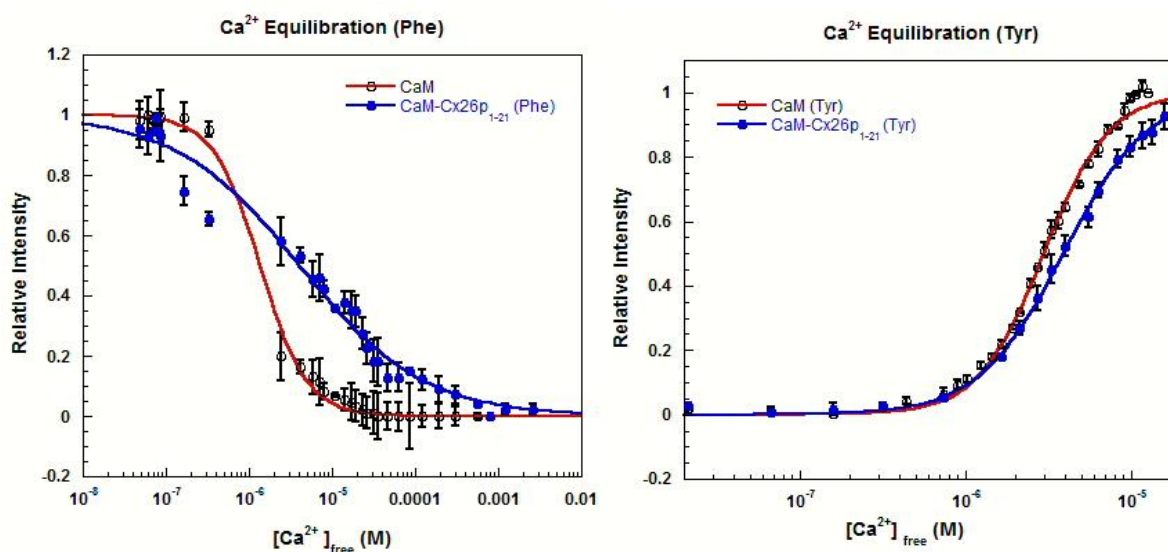 Ca²⁺ Equilibration (Phe)
CaM
CaM-Cx26p₁₋₂₁ (Phe)
Relative Intensity
1.2
1
0.8
0.6
0.4
0.2
0
-0.2
10⁻⁸
10⁻⁷
10⁻⁶
10⁻⁵
0.0001
0.001
0.01
[Ca²⁺]free (M)
Ca²⁺ Equilibration (Tyr)
CaM (Tyr)
CaM-Cx26p₁₋₂₁ (Tyr)
Relative Intensity
1
0.8
0.6
0.4
0.2
0
-0.2
10⁻⁷
10⁻⁶
10⁻⁵
[Ca²⁺] free (M)